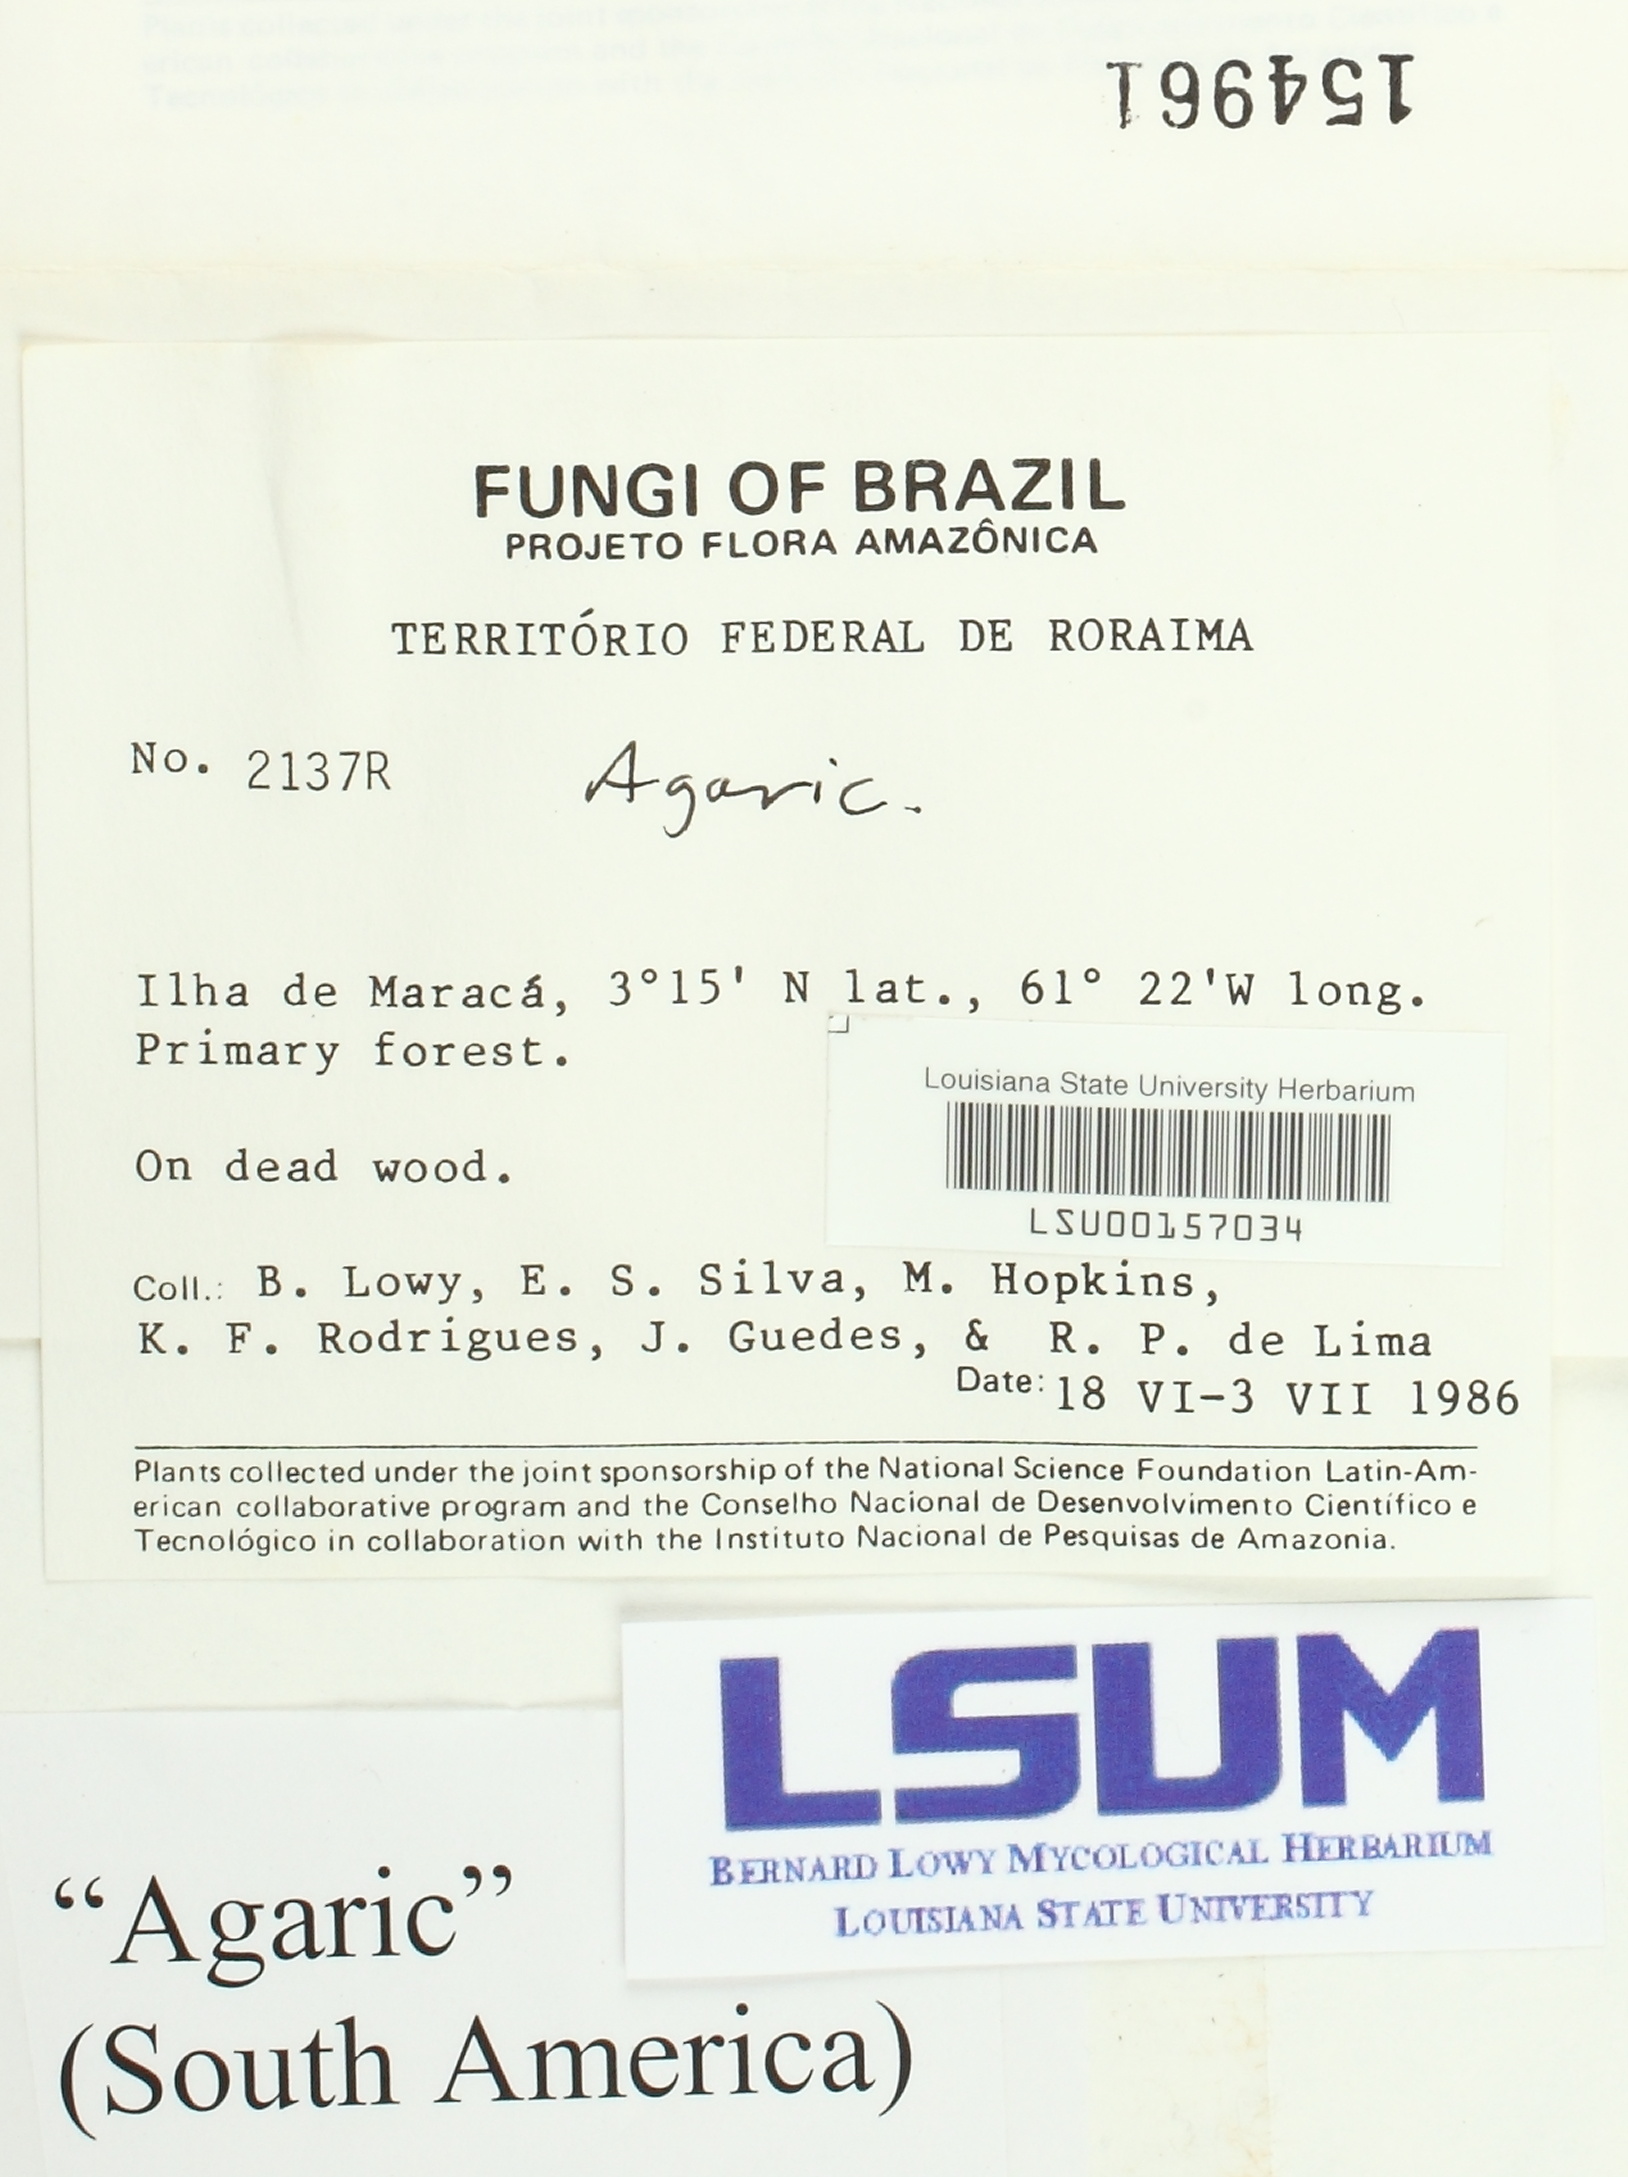 154961
FUNGI OF BRAZIL
PROJETO FLORA AMAZÔNICA
TERRITÓRIO FEDERAL DE RORAIMA
No. 2137R Agaric.
Ilha de Maracá, 3°15' N lat., 61° 22'W long.
Primary forest.
Louisiana State University Herbarium
LSU00157034
On dead wood.
Coll.: B. Lowy, E. S. Silva, M. Hopkins,
K. F. Rodrigues, J. Guedes, & R. P. de Lima
Date: 18 VI-3 VII 1986
Plants collected under the joint sponsorship of the National Science Foundation Latin-Am-
erican collaborative program and the Conselho Nacional de Desenvolvimento Científico e
Tecnológico in collaboration with the Instituto Nacional de Pesquisas de Amazonia.
LSUM
BERNARD LOWY MYCOLOGICAL HERBARIUM
LOUISIANA STATE UNIVERSITY
“Agaric”
(South America)